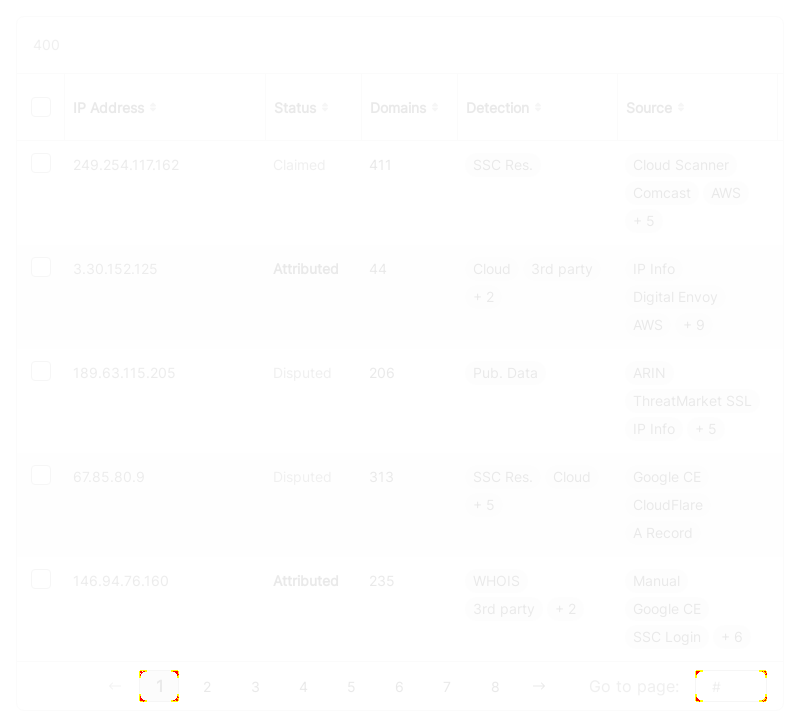 400
IP Address Status Domains Detection Source
249.254.117.162 Claimed 411 SSC Res. Cloud Scanner
Comcast AWS
+ 5
3.30.152.125 Attributed 44 Cloud 3rd party IP Info
+ 2 Digital Envoy
AWS + 9
189.63.115.205 Disputed 206 Pub. Data ARIN
ThreatMarket SSL
IP Info + 5
67.85.80.9 Disputed 313 SSC Res. Cloud Google CE
+ 5 CloudFlare
A Record
146.94.76.160 Attributed 235 WHOIS Manual
3rd party + 2 Google CE
SSC Login + 6
← 1 2 3 4 5 6 7 8 → Go to page: #